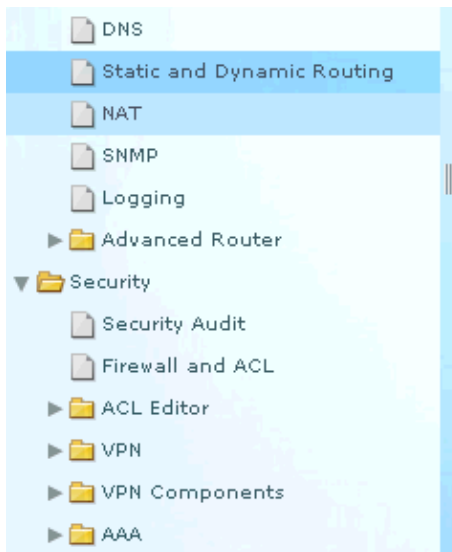 DNS
Static and Dynamic Routing
NAT
SNMP
Logging
Advanced Router
Security
Security Audit
Firewall and ACL
ACL Editor
VPN
VPN Components
AAA